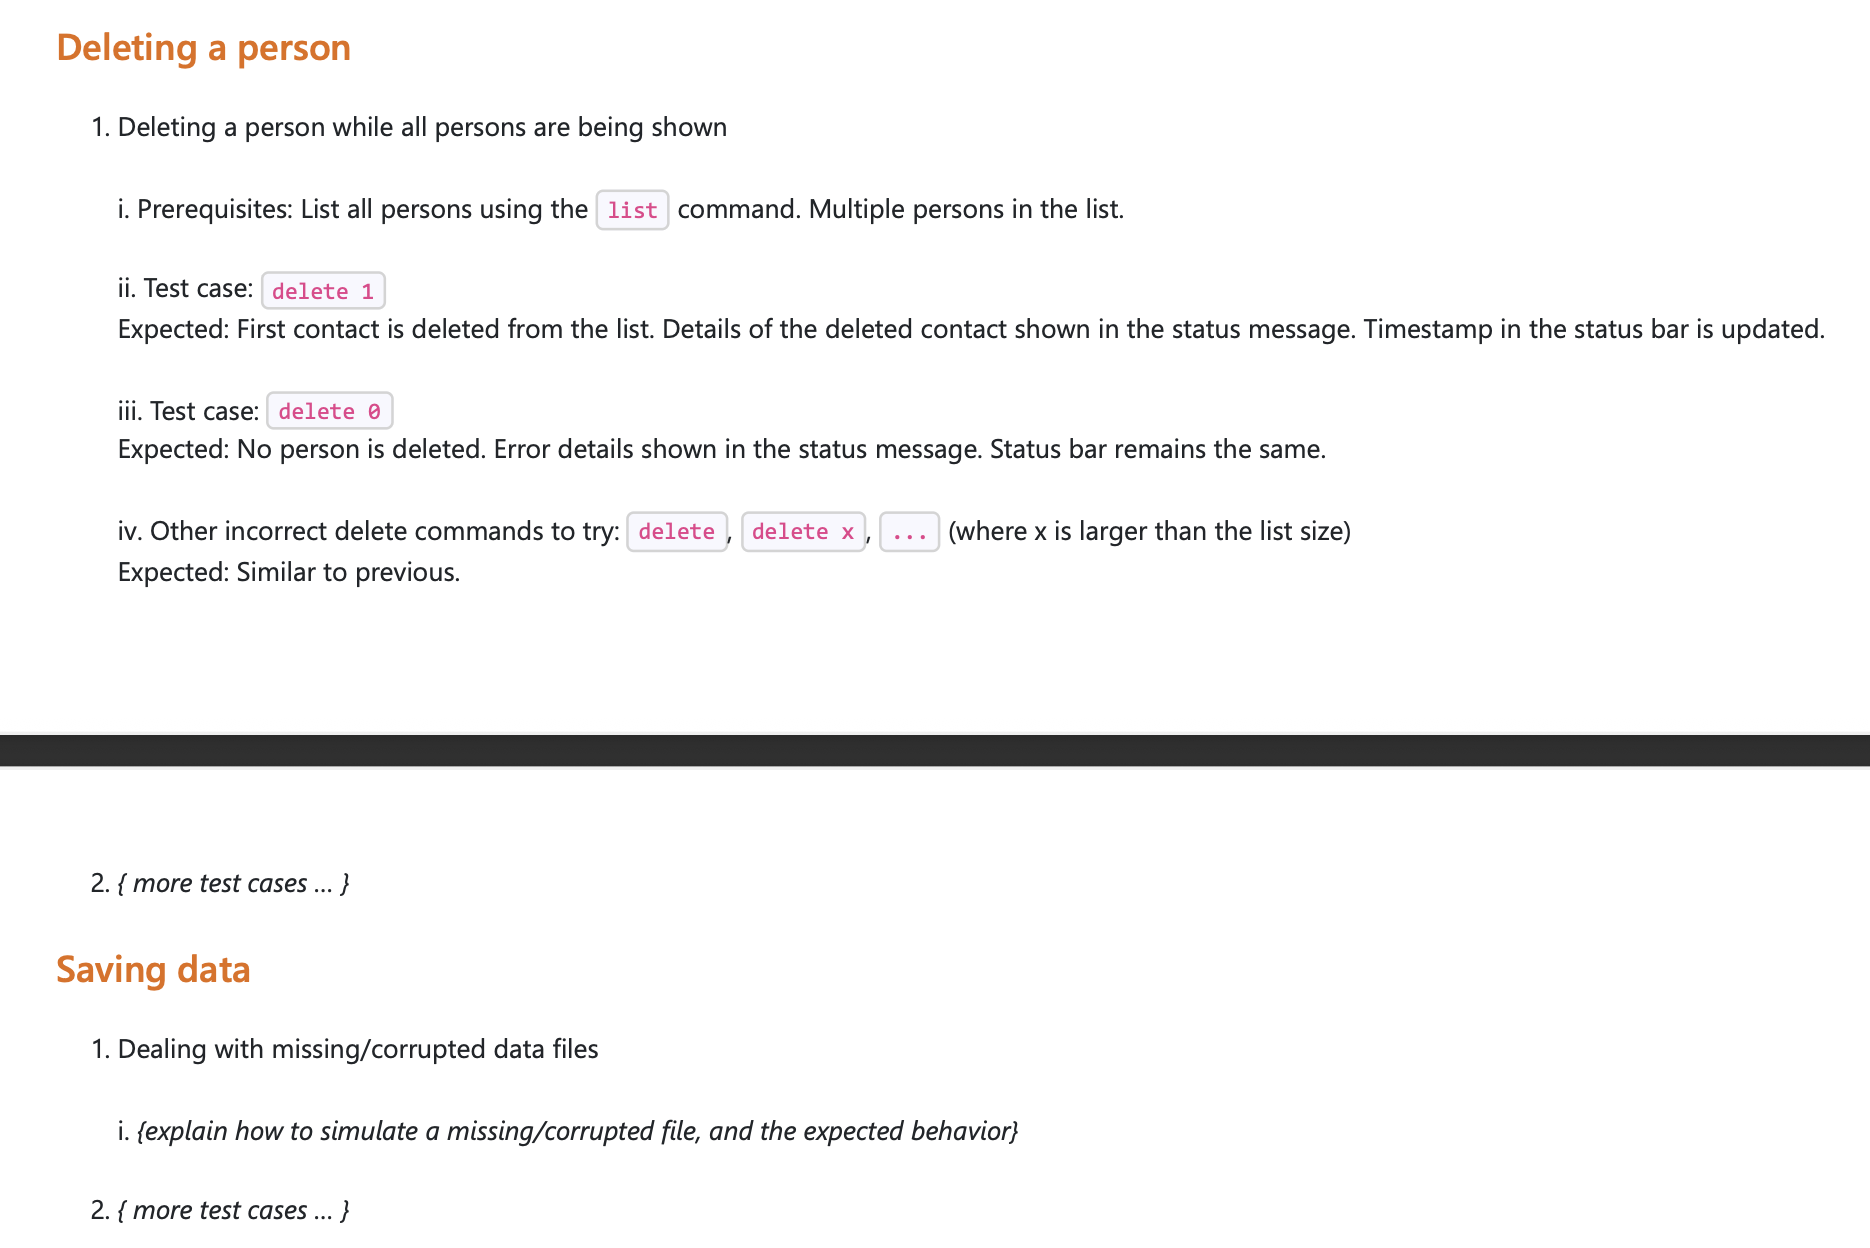 Deleting a person
1. Deleting a person while all persons are being shown
i. Prerequisites: List all persons using the list command. Multiple persons in the list.
ii. Test case: delete 1
Expected: First contact is deleted from the list. Details of the deleted contact shown in the status message. Timestamp in the status bar is updated.
iii. Test case: delete 0
Expected: No person is deleted. Error details shown in the status message. Status bar remains the same.
iv. Other incorrect delete commands to try: delete, delete x, ... (where x is larger than the list size)
Expected: Similar to previous.
2. { more test cases … }
Saving data
1. Dealing with missing/corrupted data files
i. {explain how to simulate a missing/corrupted file, and the expected behavior}
2. { more test cases … }